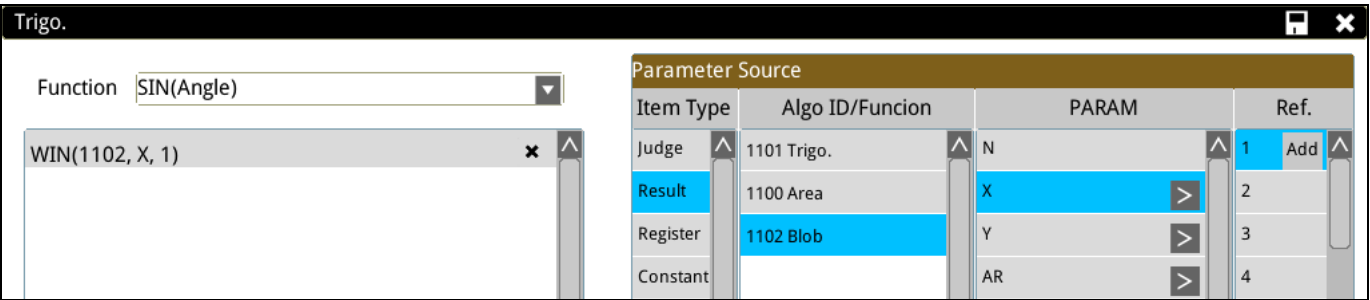 Trigo.
Function SIN(Angle)
WIN(1102, X, 1)
Parameter Source
Item Type Algo ID/Funcion PARAM Ref.
Judge 1101 Trigo. N 1 Add
Result 1100 Area X > 2
Register 1102 Blob Y > 3
Constant AR > 4